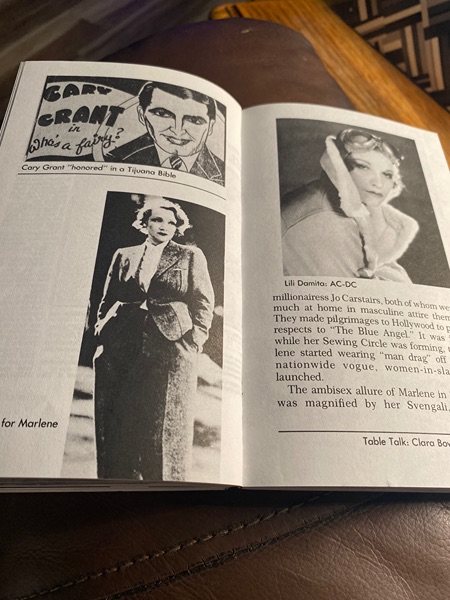 CARY
GRANT
in
Who's a fairy?
Cary Grant "honored" in a Tijuana Bible
for Marlene
Lili Damita: AC-DC
millionairess Jo Carstairs, both of whom we
much at home in masculine attire them
They made pilgrimages to Hollywood to p
respects to "The Blue Angel." It was
while her Sewing Circle was forming,
lene started wearing "man drag" off
nationwide vogue, women-in-sla
launched.
The ambisex allure of Marlene in
was magnified by her Svengali,
Table Talk: Clara Bow